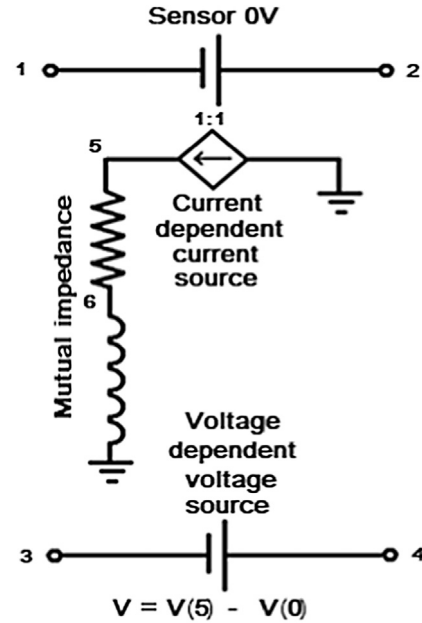 Sensor 0V
1
2
1:1
5
Current
dependent
current
source
Mutual impedance
6
Voltage
dependent
voltage
source
3
4
V = V(5) - V(0)